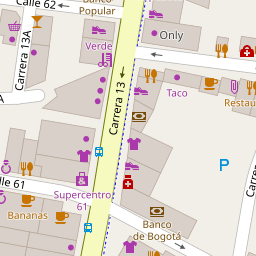 Calle 62
Banco
Popular
Carrera 13A
Verde
Only
Carrera 13
Taco
Restau
P
Calle 61
Supercentro
61
Bananas
Banco
de Bogotá
Carre